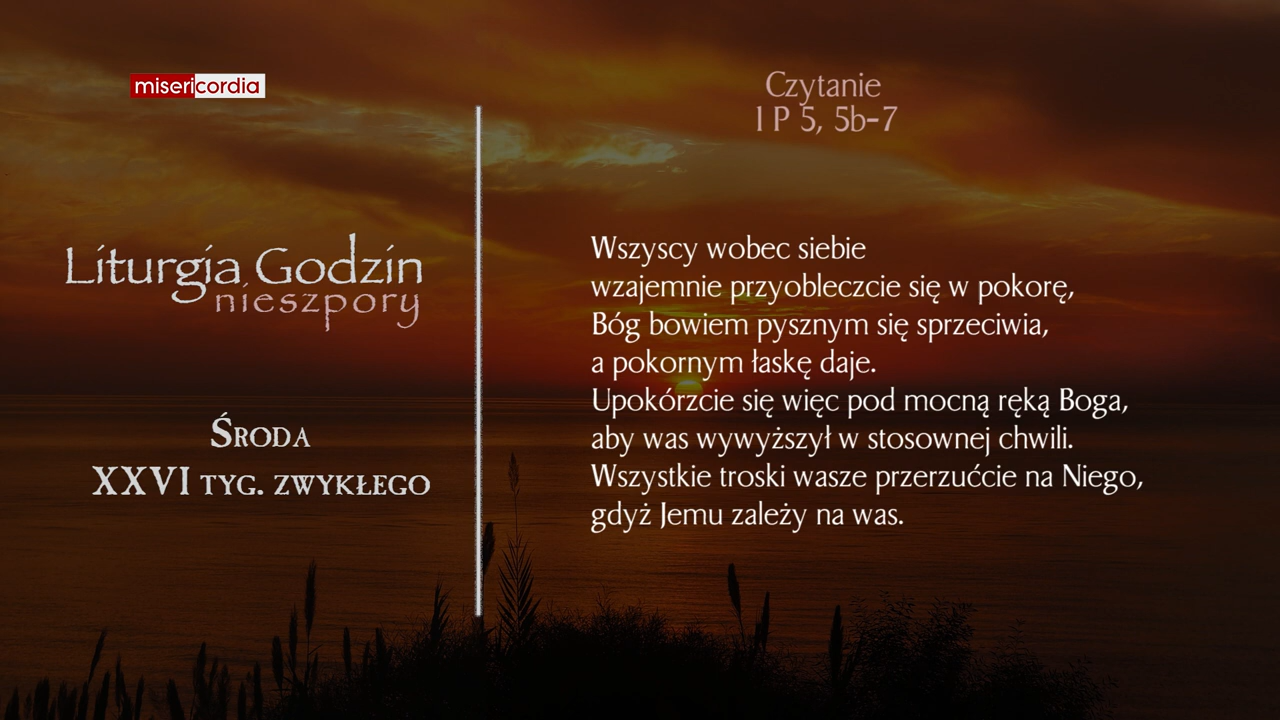 misericordia
Liturgia Godzin
nieszpory
Środa
XXVI tyg. zwykłego
Czytanie
1 P 5, 5b-7
Wszyscy wobec siebie
wzajemnie przyobleczcie się w pokorę,
Bóg bowiem pysznym się sprzeciwia,
a pokornym łaskę daje.
Upokórzcie się więc pod mocną ręką Boga,
aby was wywyższył w stosownej chwili.
Wszystkie troski wasze przerzućcie na Niego,
gdyż Jemu zależy na was.